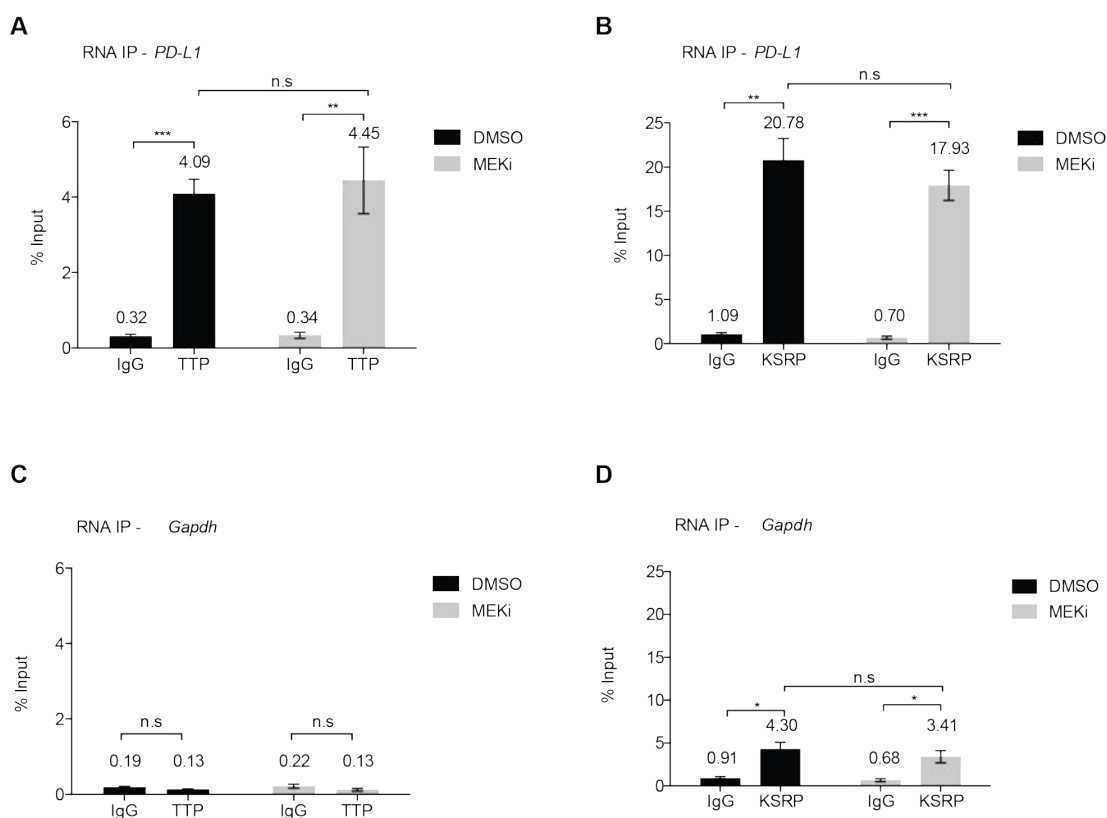 A
RNA IP - PD-L1
n.s
***
**
4.09
4.45
0.32
0.34
% Input
6
4
2
0
IgG
TTP
IgG
TTP
DMSO
MEKi
B
RNA IP - PD-L1
n.s
**
***
20.78
17.93
1.09
0.70
% Input
25
20
15
10
5
0
IgG
KSRP
IgG
KSRP
DMSO
MEKi
C
RNA IP - Gapdh
n.s
n.s
0.19
0.13
0.22
0.13
% Input
6
4
2
0
IgG
TTP
IgG
TTP
DMSO
MEKi
D
RNA IP - Gapdh
n.s
*
*
4.30
3.41
0.91
0.68
% Input
25
20
15
10
5
0
IgG
KSRP
IgG
KSRP
DMSO
MEKi